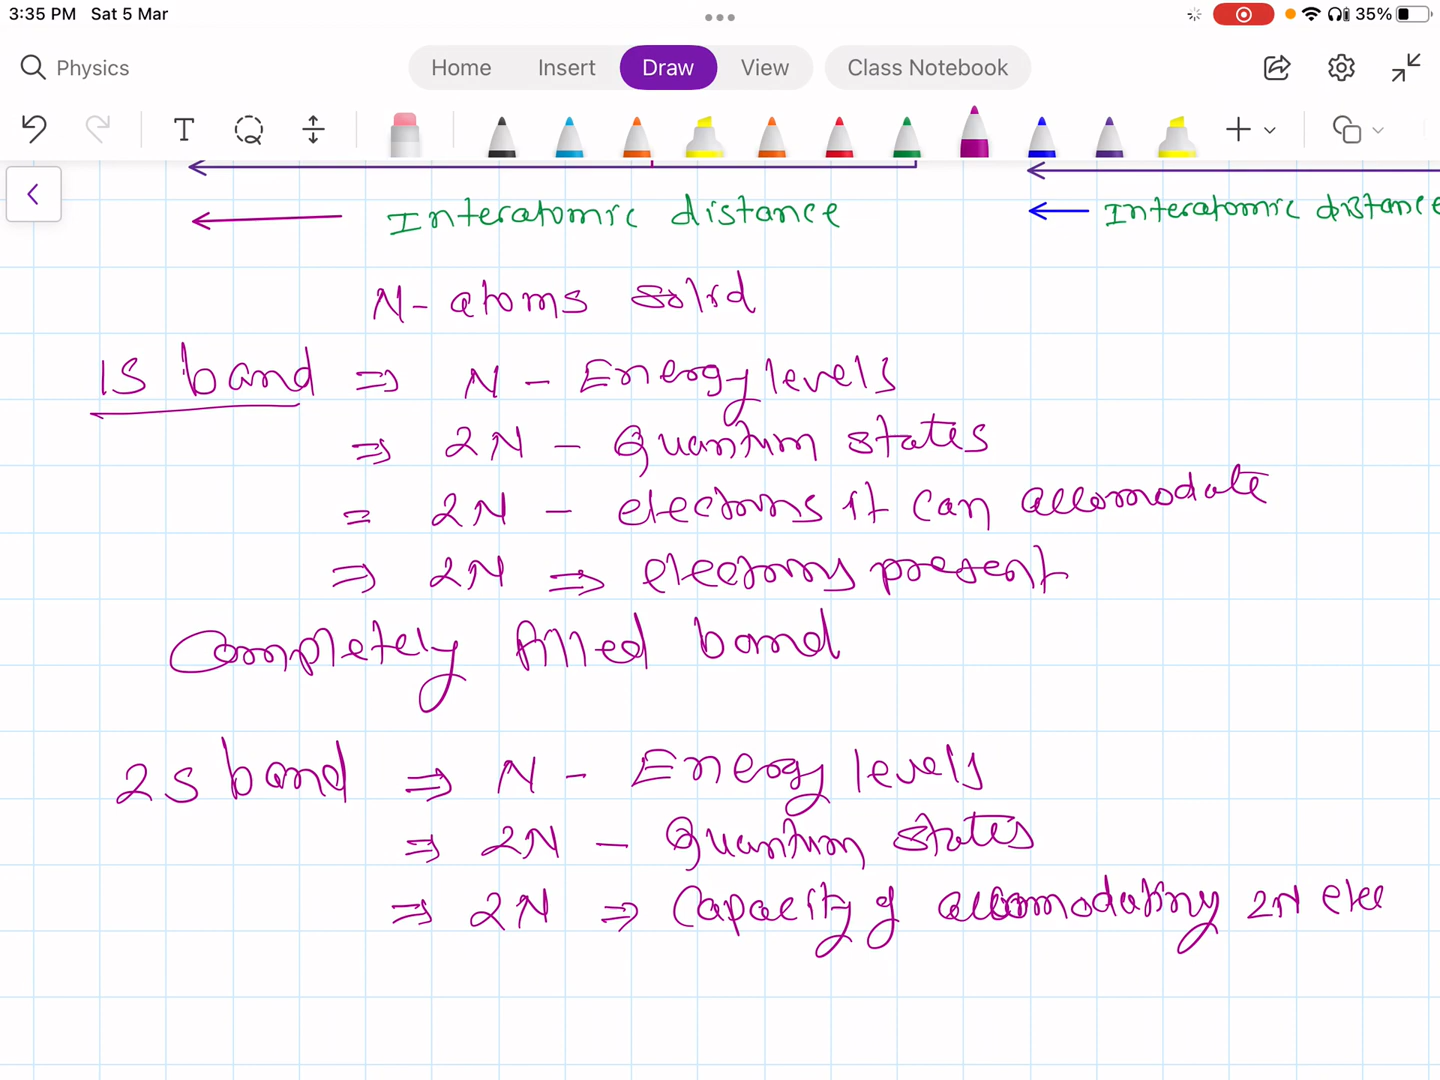 3:35 PM Sat 5 Mar
35%
Physics
Home Insert Draw View Class Notebook
Interatomic distance
Interatomic distance
N- atoms solid
1S band ⇒ N - Energy levels
⇒ 2N - Quantum states
= 2N - electrons it can accomodate
⇒ 2N ⇒ electrons present
Completely filled band
2S band ⇒ N - Energy levels
⇒ 2N - Quantum states
⇒ 2N ⇒ Capacity of accomodating 2N elec